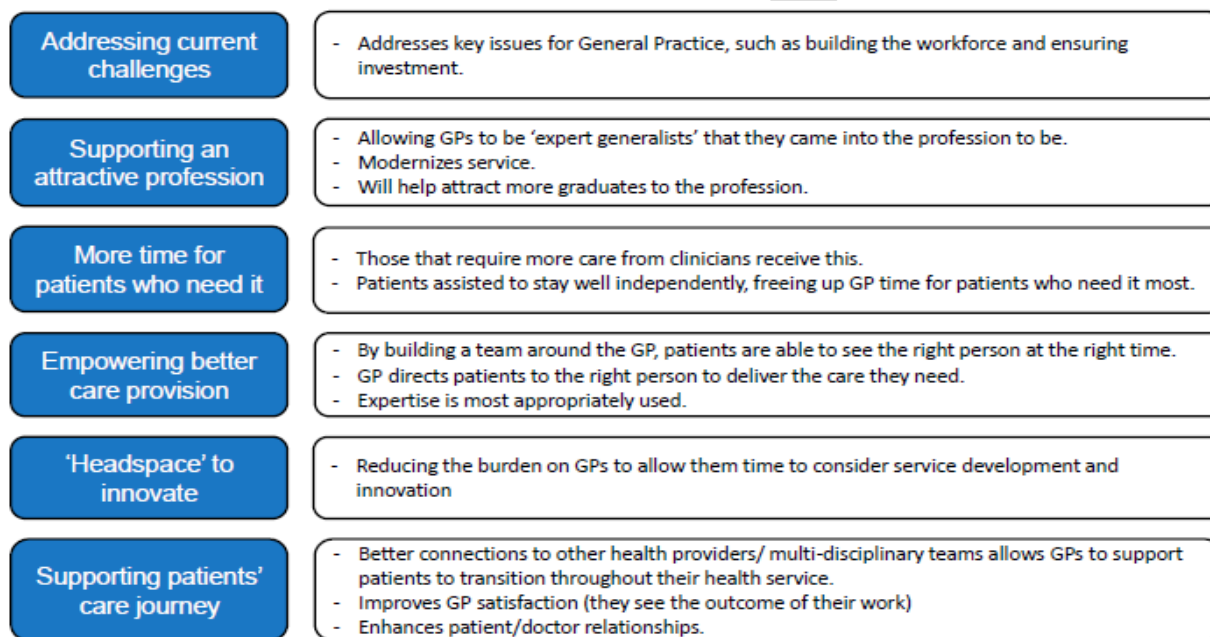 Addressing current
challenges
- Addresses key issues for General Practice, such as building the workforce and ensuring
investment.
Supporting an
attractive profession
- Allowing GPs to be ‘expert generalists’ that they came into the profession to be.
- Modernizes service.
- Will help attract more graduates to the profession.
More time for
patients who need it
- Those that require more care from clinicians receive this.
- Patients assisted to stay well independently, freeing up GP time for patients who need it most.
Empowering better
care provision
- By building a team around the GP, patients are able to see the right person at the right time.
- GP directs patients to the right person to deliver the care they need.
- Expertise is most appropriately used.
‘Headspace’ to
innovate
- Reducing the burden on GPs to allow them time to consider service development and
innovation
Supporting patients’
care journey
- Better connections to other health providers/ multi-disciplinary teams allows GPs to support
patients to transition throughout their health service.
- Improves GP satisfaction (they see the outcome of their work)
- Enhances patient/doctor relationships.